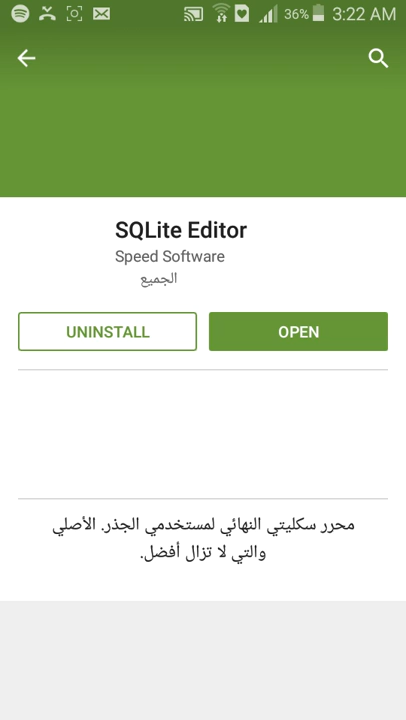 36% 3:22 AM
SQLite Editor
Speed Software
الجميع
UNINSTALL
OPEN
محرر سكليتي النهائي لمستخدمي الجذر. الأصلي
والتي لا تزال أفضل.